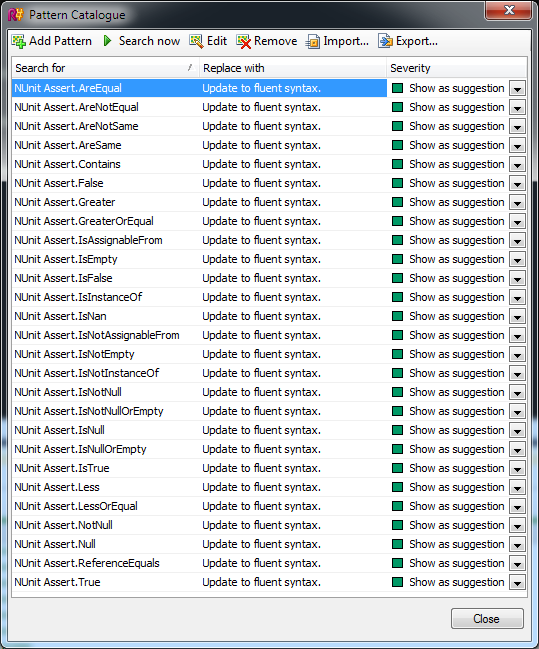 Pattern Catalogue
Add Pattern Search now Edit Remove Import... Export...
Search for Replace with Severity
NUnit Assert.AreEqual Update to fluent syntax. Show as suggestion
NUnit Assert.AreNotEqual Update to fluent syntax. Show as suggestion
NUnit Assert.AreNotSame Update to fluent syntax. Show as suggestion
NUnit Assert.AreSame Update to fluent syntax. Show as suggestion
NUnit Assert.Contains Update to fluent syntax. Show as suggestion
NUnit Assert.False Update to fluent syntax. Show as suggestion
NUnit Assert.Greater Update to fluent syntax. Show as suggestion
NUnit Assert.GreaterOrEqual Update to fluent syntax. Show as suggestion
NUnit Assert.IsAssignableFrom Update to fluent syntax. Show as suggestion
NUnit Assert.IsEmpty Update to fluent syntax. Show as suggestion
NUnit Assert.IsFalse Update to fluent syntax. Show as suggestion
NUnit Assert.IsInstanceOf Update to fluent syntax. Show as suggestion
NUnit Assert.IsNan Update to fluent syntax. Show as suggestion
NUnit Assert.IsNotAssignableFrom Update to fluent syntax. Show as suggestion
NUnit Assert.IsNotEmpty Update to fluent syntax. Show as suggestion
NUnit Assert.IsNotInstanceOf Update to fluent syntax. Show as suggestion
NUnit Assert.IsNotNull Update to fluent syntax. Show as suggestion
NUnit Assert.IsNotNullOrEmpty Update to fluent syntax. Show as suggestion
NUnit Assert.IsNull Update to fluent syntax. Show as suggestion
NUnit Assert.IsNullOrEmpty Update to fluent syntax. Show as suggestion
NUnit Assert.IsTrue Update to fluent syntax. Show as suggestion
NUnit Assert.Less Update to fluent syntax. Show as suggestion
NUnit Assert.LessOrEqual Update to fluent syntax. Show as suggestion
NUnit Assert.NotNull Update to fluent syntax. Show as suggestion
NUnit Assert.Null Update to fluent syntax. Show as suggestion
NUnit Assert.ReferenceEquals Update to fluent syntax. Show as suggestion
NUnit Assert.True Update to fluent syntax. Show as suggestion
Close